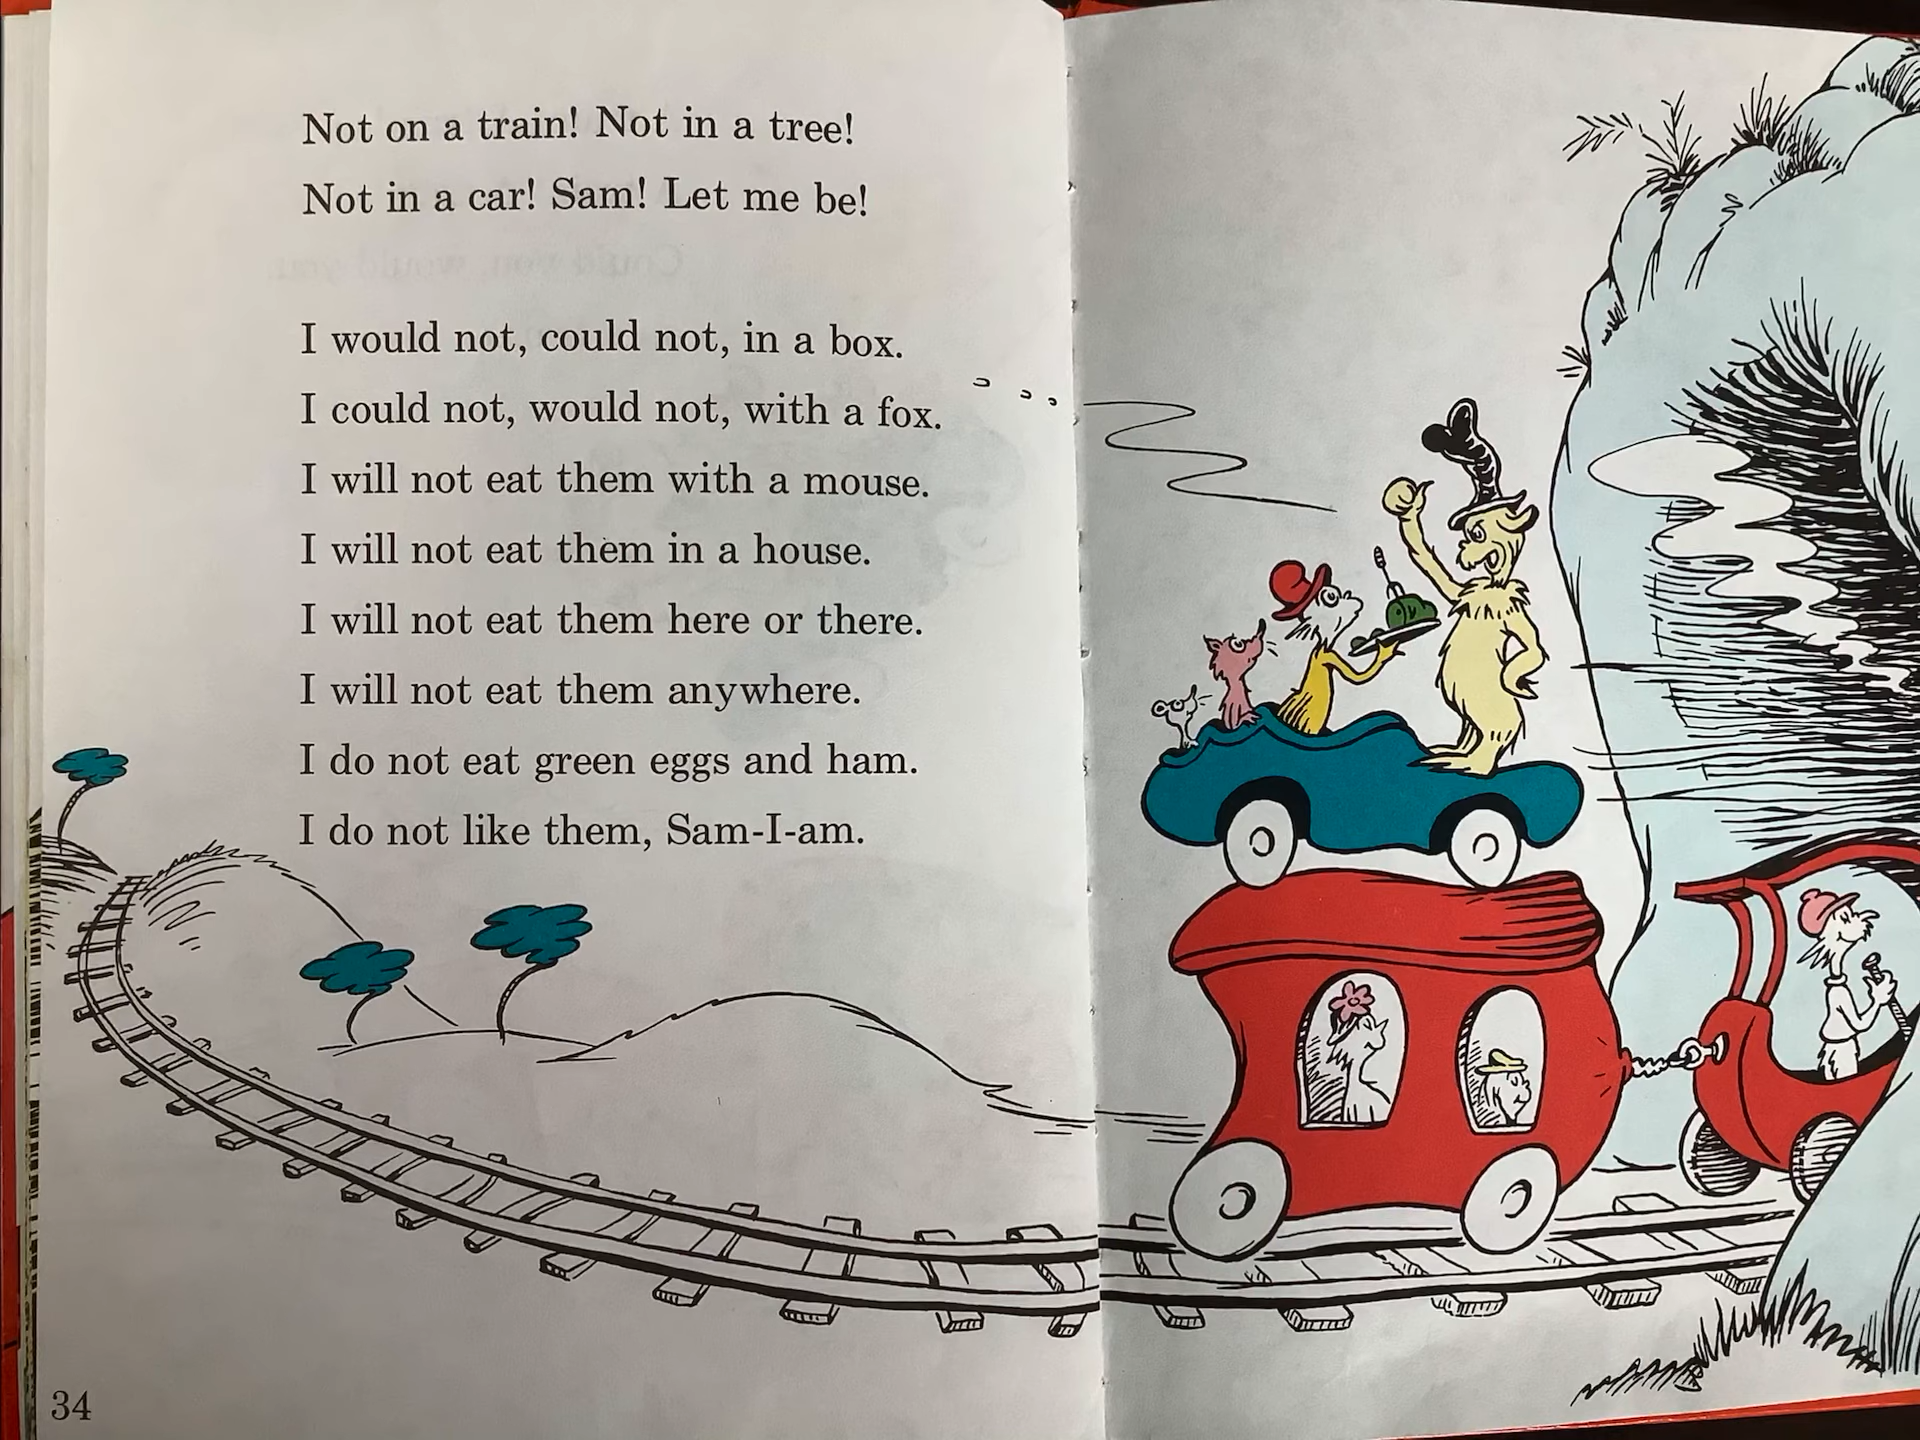 Not on a train! Not in a tree!
Not in a car! Sam! Let me be!
I would not, could not, in a box.
I could not, would not, with a fox.
I will not eat them with a mouse.
I will not eat them in a house.
I will not eat them here or there.
I will not eat them anywhere.
I do not eat green eggs and ham.
I do not like them, Sam-I-am.
34